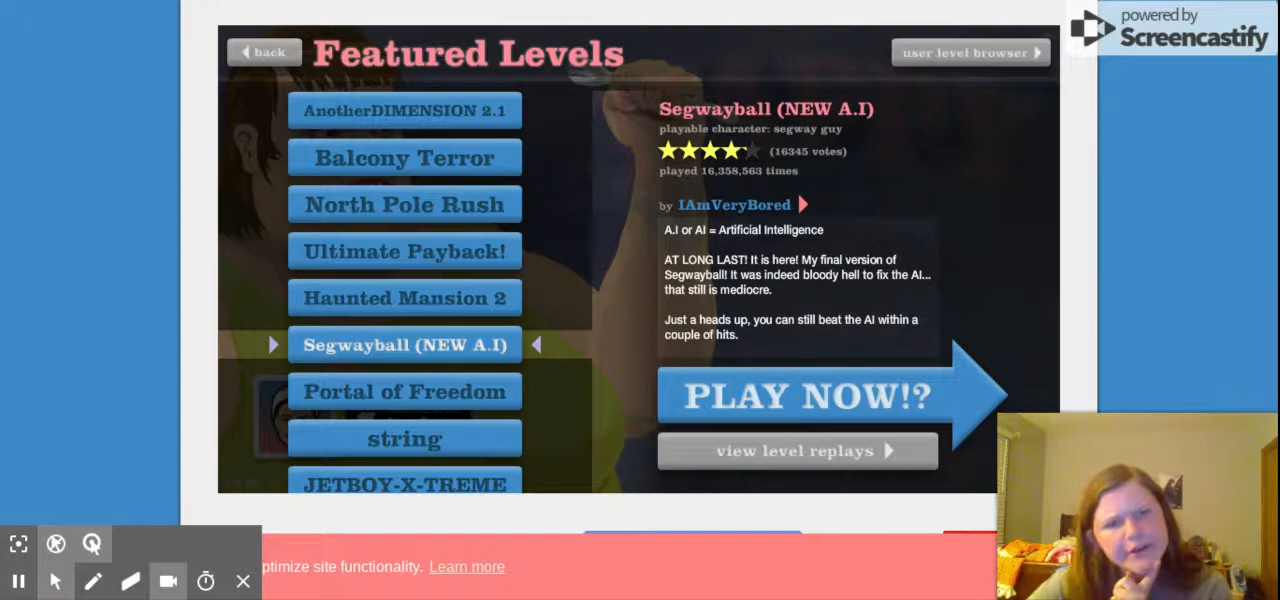 powered by
Screencastify
back
Featured Levels
user level browser
AnotherDIMENSION 2.1
Balcony Terror
North Pole Rush
Ultimate Payback!
Haunted Mansion 2
Segwayball (NEW A.I)
Portal of Freedom
string
JETBOY-X-TREME
Segwayball (NEW A.I)
playable character: segway guy
(16345 votes)
played 16,358,563 times
by IAmVeryBored
A.I or AI = Artificial Intelligence
AT LONG LAST! It is here! My final version of
Segwayball! It was indeed bloody hell to fix the AI...
that still is mediocre.
Just a heads up, you can still beat the AI within a
couple of hits.
PLAY NOW!?
view level replays
ptimize site functionality. Learn more